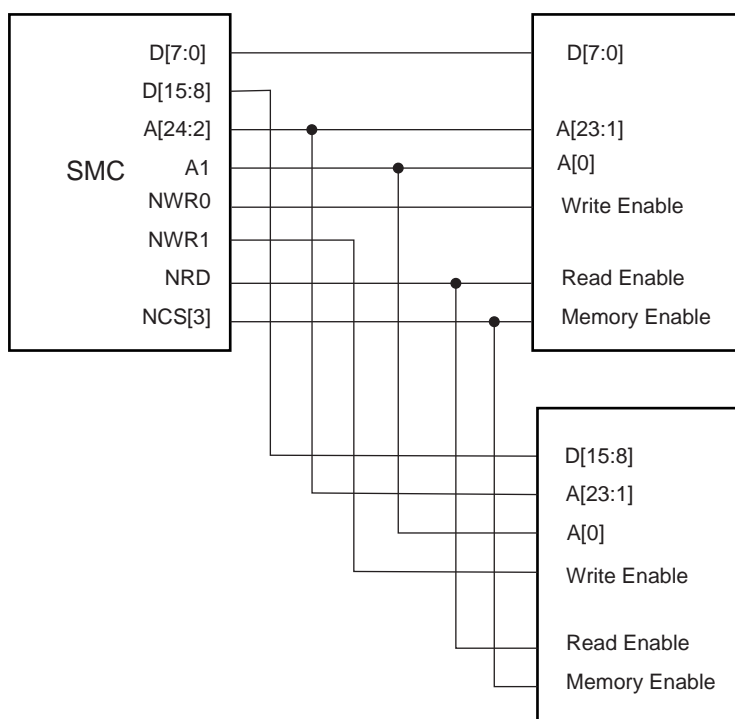 D[7:0]
D[15:8]
A[24:2]
SMC
A1
NWR0
NWR1
NRD
NCS[3]
D[7:0]
A[23:1]
A[0]
Write Enable
Read Enable
Memory Enable
D[15:8]
A[23:1]
A[0]
Write Enable
Read Enable
Memory Enable